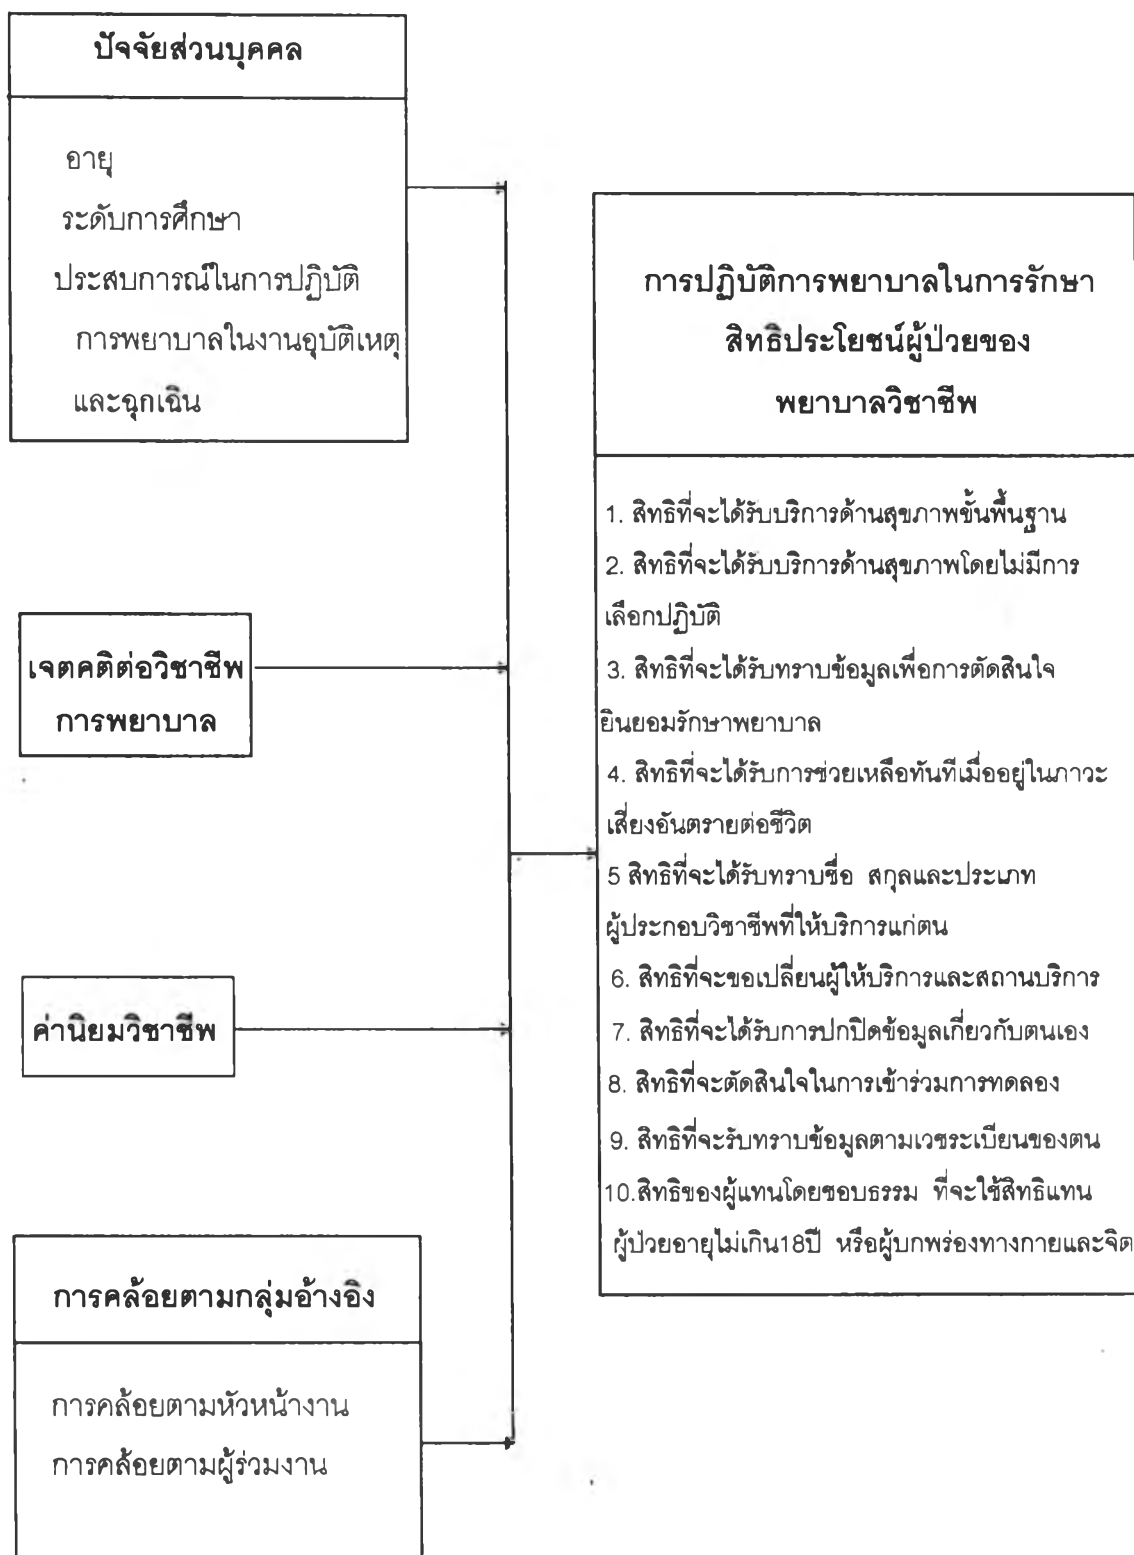 ปัจจัยส่วนบุคคล
อายุ
ระดับการศึกษา
ประสบการณ์ในการปฏิบัติ
การพยาบาลในงานอุบัติเหตุ
และฉุกเฉิน
เจตคติต่อวิชาชีพ
การพยาบาล
ค่านิยมวิชาชีพ
การคล้อยตามกลุ่มอ้างอิง
การคล้อยตามหัวหน้างาน
การคล้อยตามผู้ร่วมงาน
การปฏิบัติการพยาบาลในการรักษา
สิทธิประโยชน์ผู้ป่วยของ
พยาบาลวิชาชีพ
1. สิทธิที่จะได้รับบริการด้านสุขภาพขั้นพื้นฐาน
2. สิทธิที่จะได้รับบริการด้านสุขภาพโดยไม่มีการ
เลือกปฏิบัติ
3. สิทธิที่จะได้รับทราบข้อมูลเพื่อการตัดสินใจ
ยินยอมรักษาพยาบาล
4. สิทธิที่จะได้รับการช่วยเหลือทันทีเมื่ออยู่ในภาวะ
เสี่ยงอันตรายต่อชีวิต
5 สิทธิที่จะได้รับทราบชื่อ สกุลและประเภท
ผู้ประกอบวิชาชีพที่ให้บริการแก่ตน
6. สิทธิที่จะขอเปลี่ยนผู้ให้บริการและสถานบริการ
7. สิทธิที่จะได้รับการปกปิดข้อมูลเกี่ยวกับตนเอง
8. สิทธิที่จะตัดสินใจในการเข้าร่วมการทดลอง
9. สิทธิที่จะรับทราบข้อมูลตามเวชระเบียนของตน
10.สิทธิของผู้แทนโดยชอบธรรม ที่จะใช้สิทธิแทน
ผู้ป่วยอายุไม่เกิน18ปี หรือผู้บกพร่องทางกายและจิต